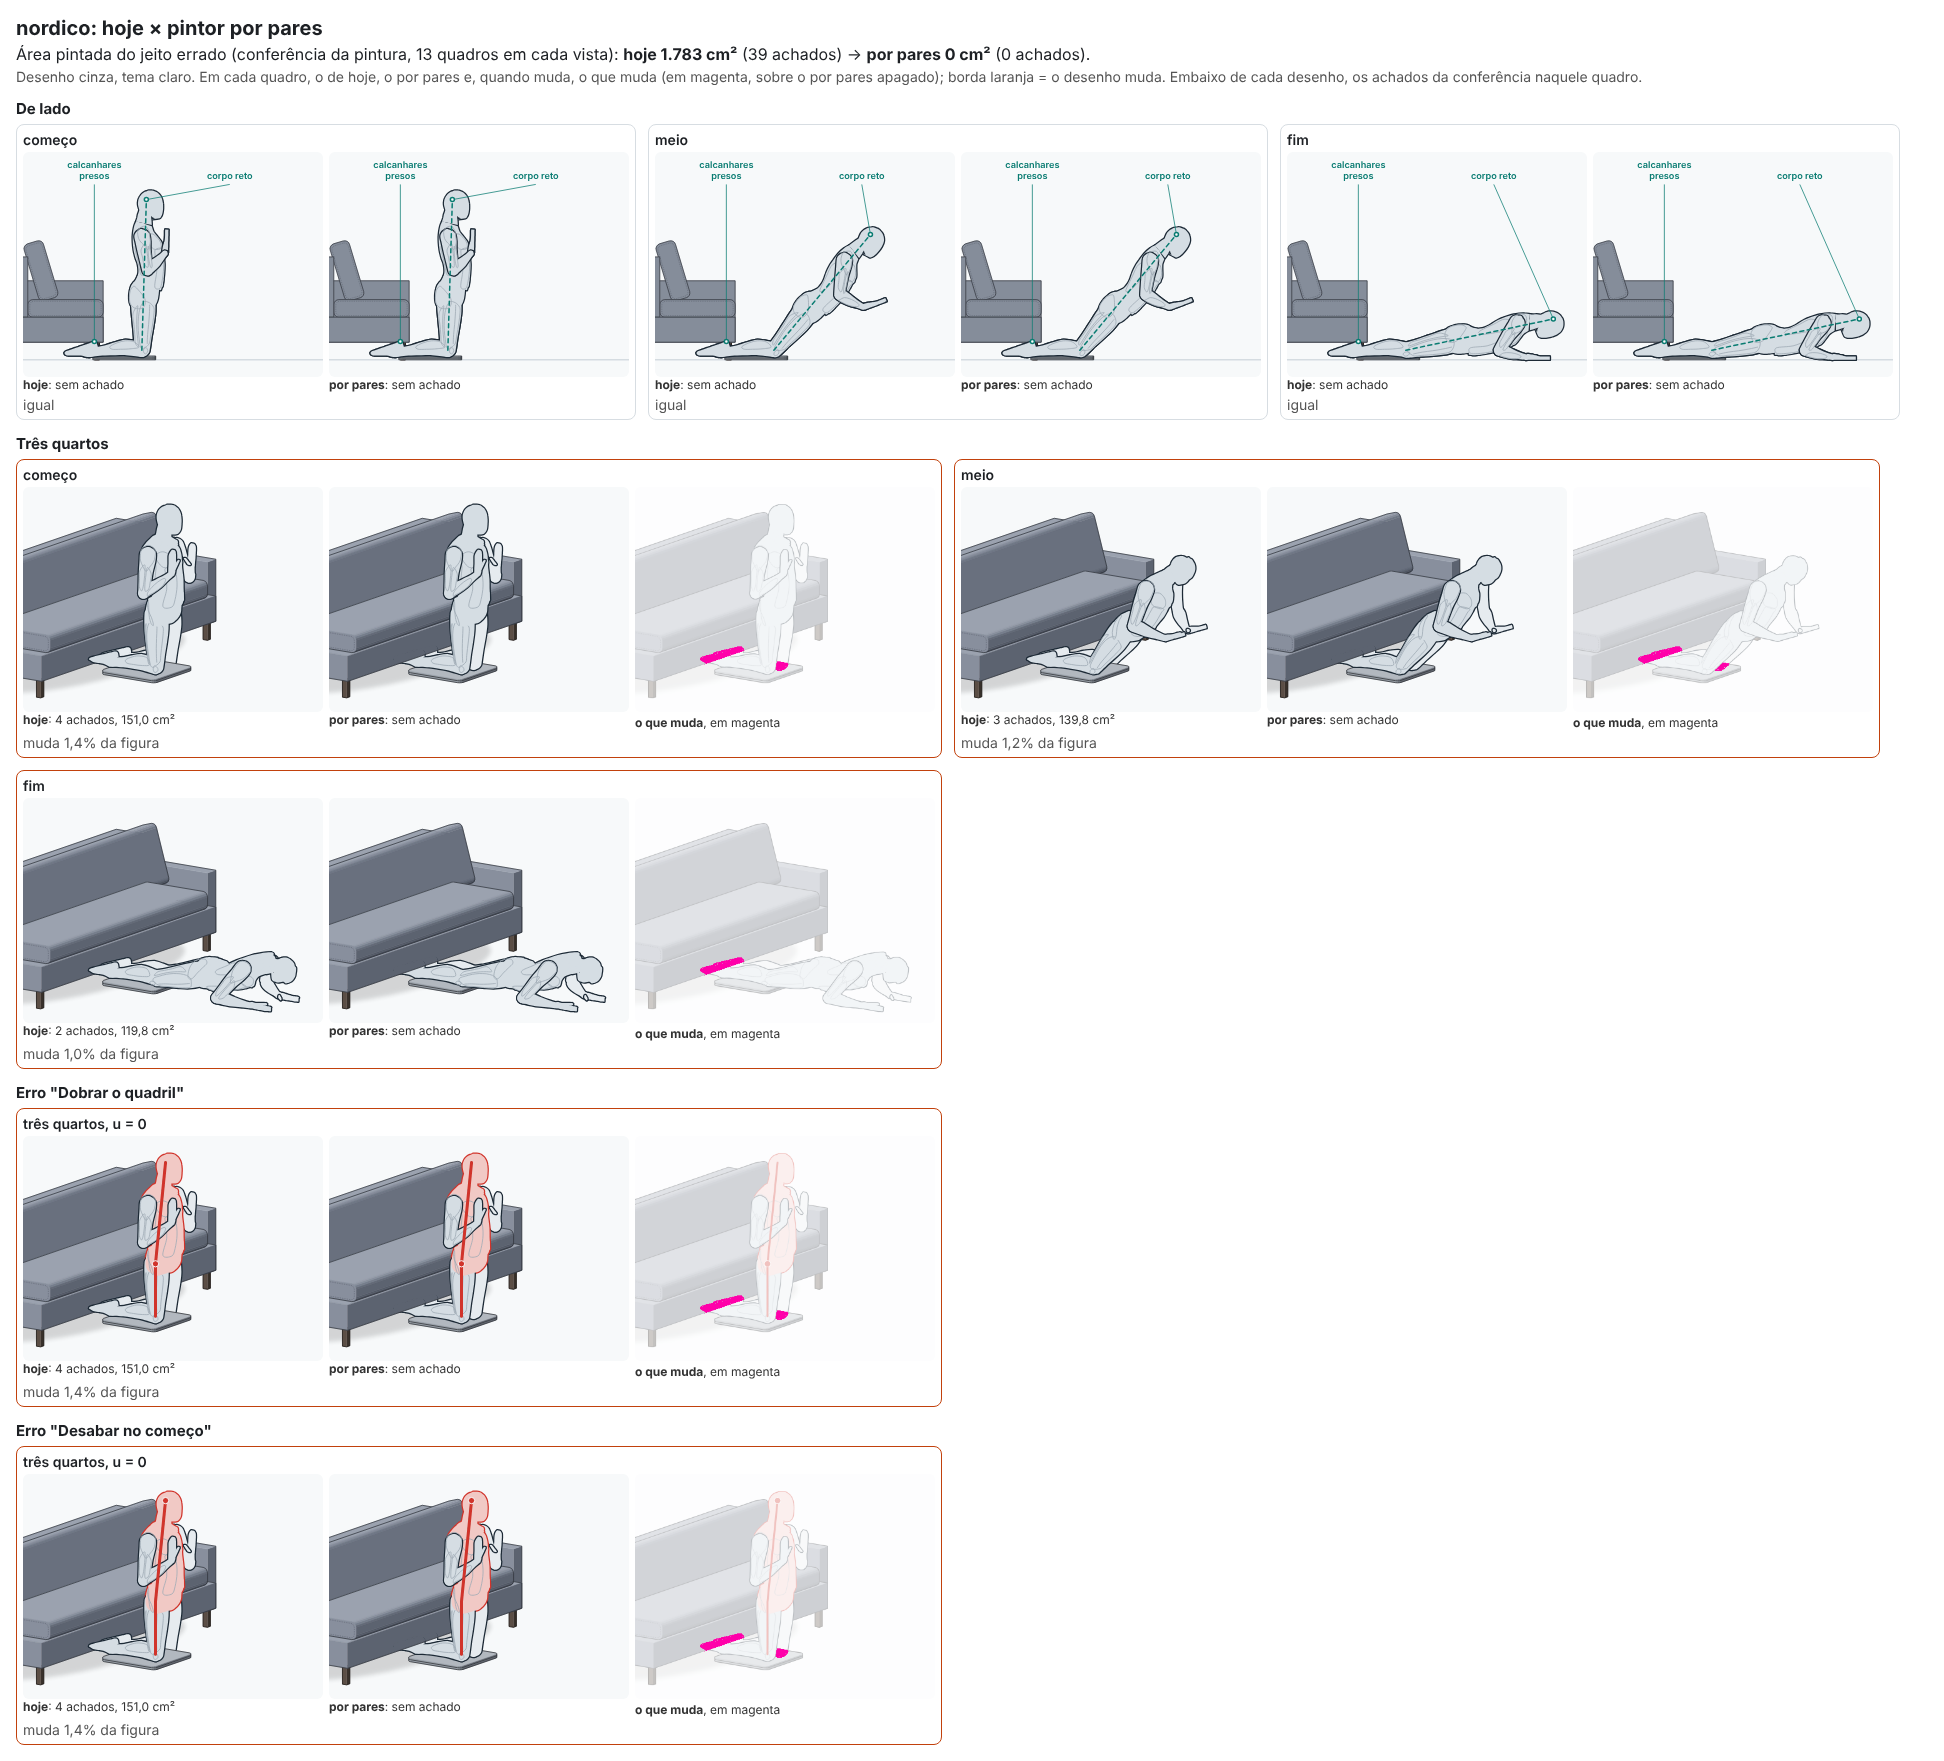 nordico: hoje × pintor por pares
Área pintada do jeito errado (conferência da pintura, 13 quadros em cada vista): hoje 1.783 cm² (39 achados) → por pares 0 cm² (0 achados).
Desenho cinza, tema claro. Em cada quadro, o de hoje, o por pares e, quando muda, o que muda (em magenta, sobre o por pares apagado); borda laranja = o desenho muda. Embaixo de cada desenho, os achados da conferência naquele quadro.
De lado
começo
calcanhares
presos
corpo reto
calcanhares
presos
corpo reto
hoje: sem achado
por pares: sem achado
igual
meio
calcanhares
presos
corpo reto
calcanhares
presos
corpo reto
hoje: sem achado
por pares: sem achado
igual
fim
calcanhares
presos
corpo reto
calcanhares
presos
corpo reto
hoje: sem achado
por pares: sem achado
igual
Três quartos
começo
hoje: 4 achados, 151,0 cm²
por pares: sem achado
o que muda, em magenta
muda 1,4% da figura
meio
hoje: 3 achados, 139,8 cm²
por pares: sem achado
o que muda, em magenta
muda 1,2% da figura
fim
hoje: 2 achados, 119,8 cm²
por pares: sem achado
o que muda, em magenta
muda 1,0% da figura
Erro "Dobrar o quadril"
três quartos, u = 0
hoje: 4 achados, 151,0 cm²
por pares: sem achado
o que muda, em magenta
muda 1,4% da figura
Erro "Desabar no começo"
três quartos, u = 0
hoje: 4 achados, 151,0 cm²
por pares: sem achado
o que muda, em magenta
muda 1,4% da figura